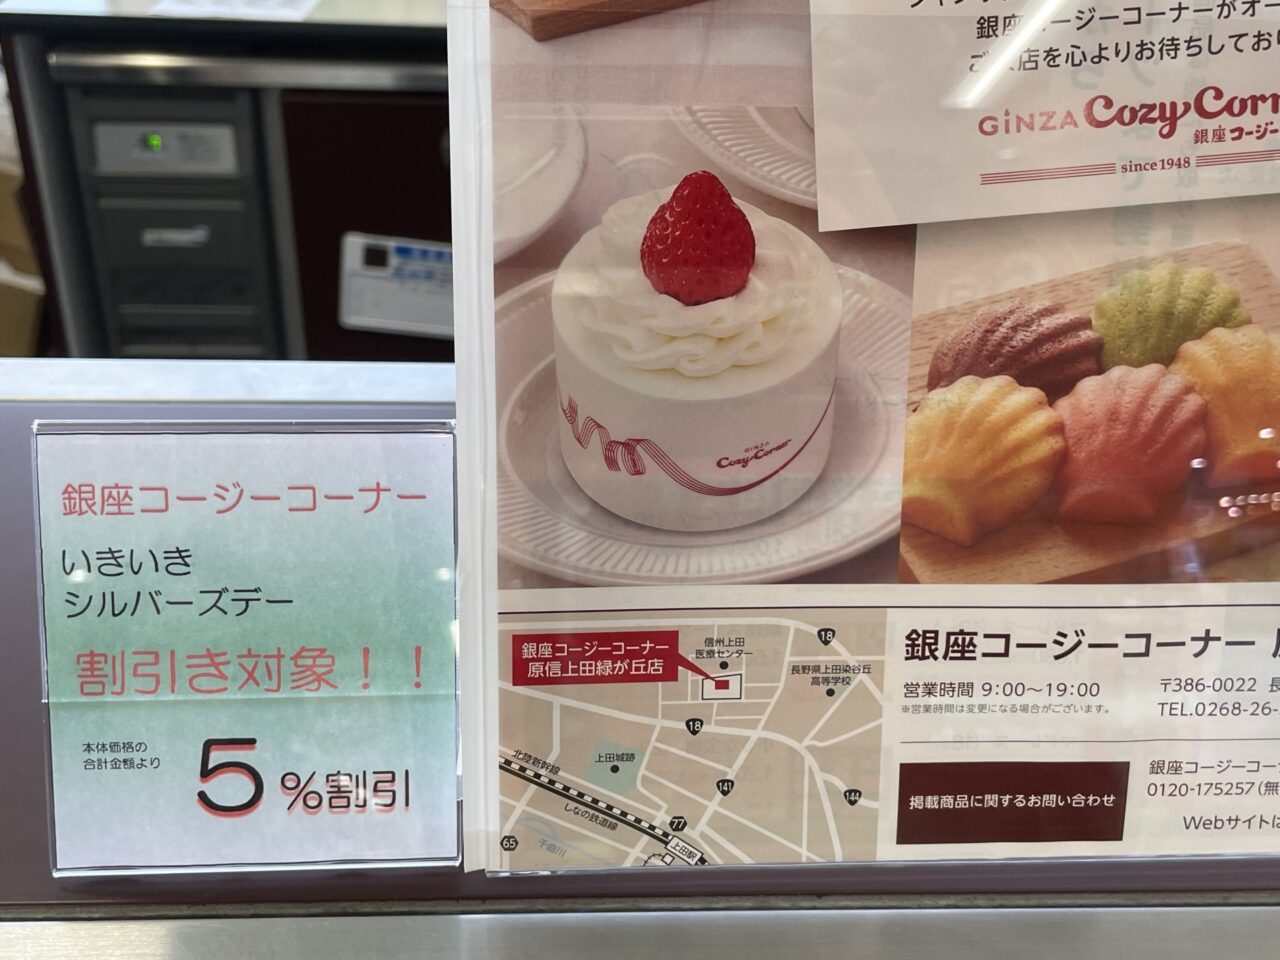 銀座コージーコーナー
いきいき
シルバーズデー
割引き対象！！
本体価格の
合計金額より
5%割引
銀座コージーコーナーがオー
ご 店を心よりお待ちしており
GINZA Cozy Corn
銀座コージー
since1948
GINZA
Cozy Corner
銀座コージーコーナー
原信上田緑が丘店
信州上田
医療センター
18
長野県上田染谷丘
高等学校
18
上田城跡
北陸新幹線
141
144
しなの鉄道線
77
上田駅
65
千曲川
銀座コージーコーナー
営業時間 9:00〜19:00
※営業時間は変更になる場合がございます。
〒386-0022 長
TEL.0268-26-
掲載商品に関するお問い合わせ
銀座コージーコー
0120-175257(無
Webサイトは